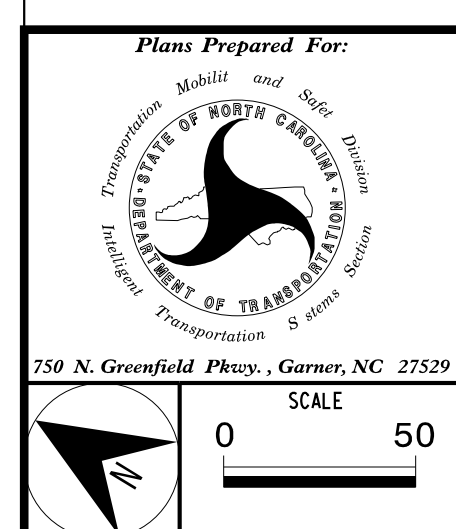 Plans Prepared For:
Transportation Mobilit and Safet Division
STATE OF NORTH CAROLINA
DEPARTMENT OF TRANSPORTATION
Intelligent Transportation S stems Section
750 N. Greenfield Pkwy. , Garner, NC 27529
N
SCALE
0 50